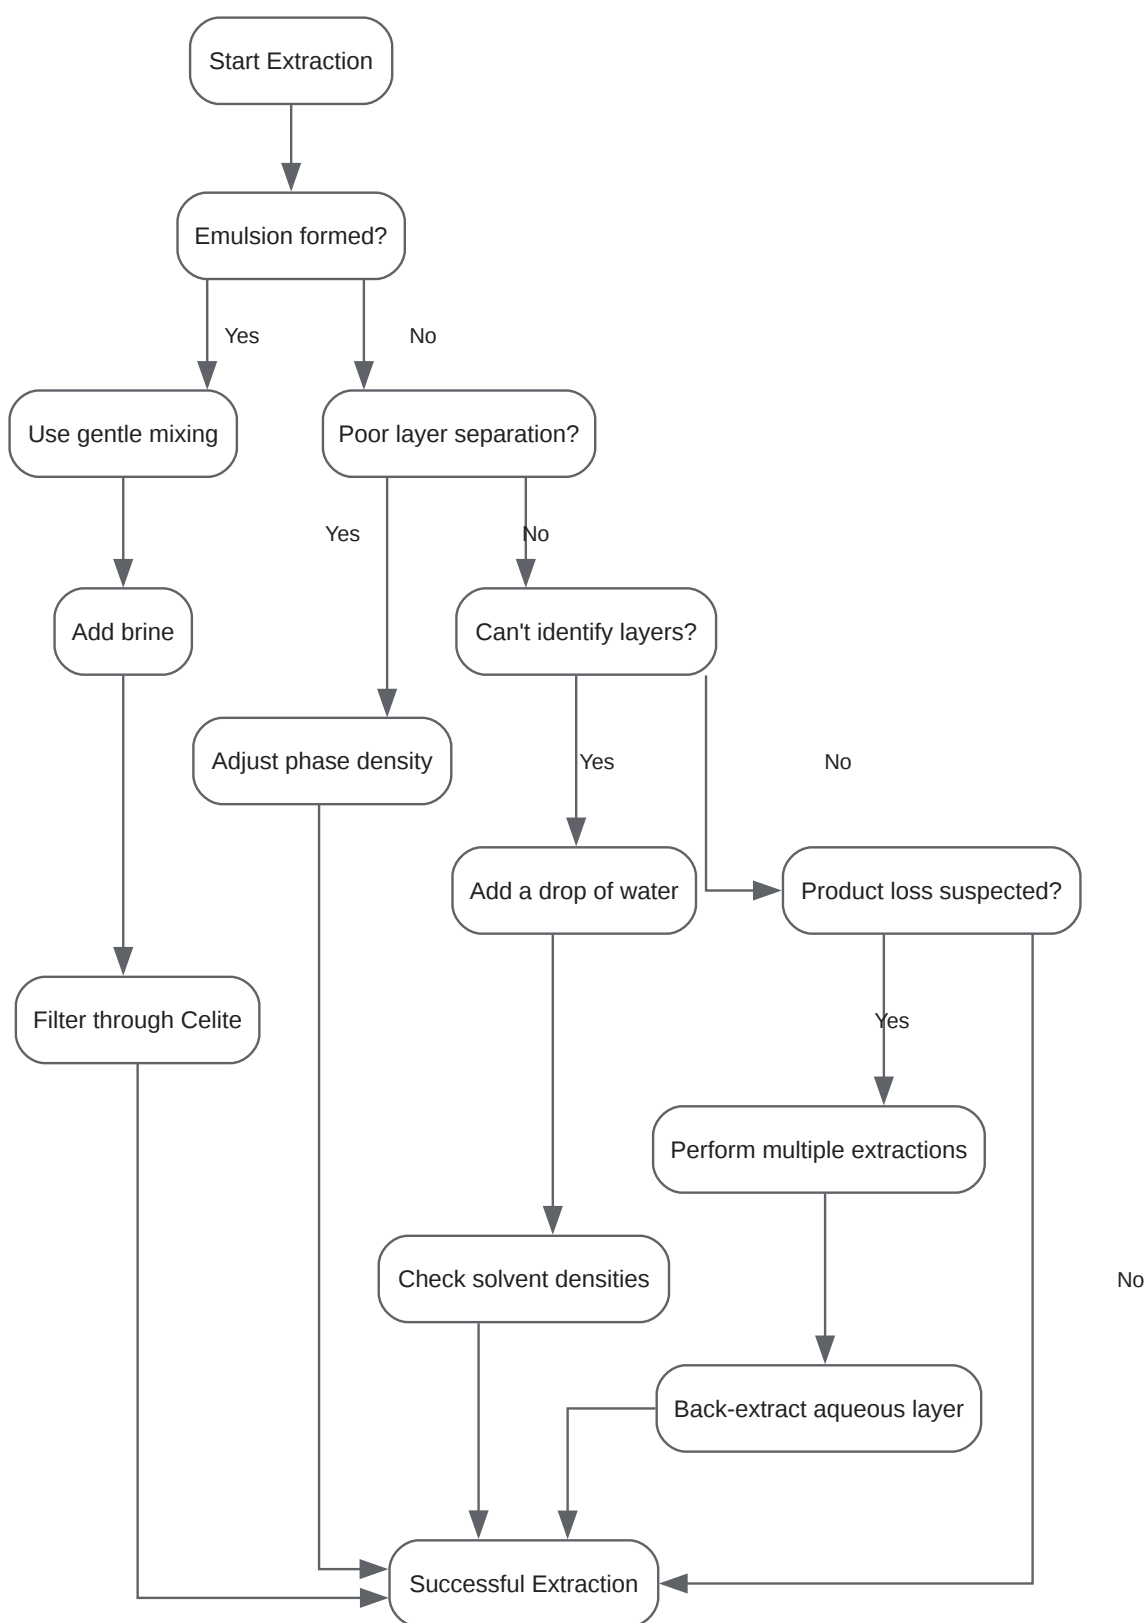 Start Extraction
Emulsion formed?
Yes
No
Use gentle mixing
Poor layer separation?
Yes
No
Add brine
Can't identify layers?
Adjust phase density
Yes
No
Add a drop of water
Product loss suspected?
Filter through Celite
Yes
Perform multiple extractions
Check solvent densities
No
Back-extract aqueous layer
Successful Extraction